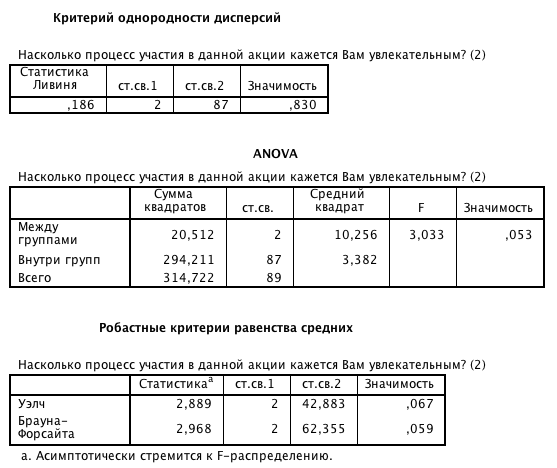 Критерий однородности дисперсий
Насколько процесс участия в данной акции кажется Вам увлекательным? (2)
Статистика Ливиня ст.св.1 ст.св.2 Значимость
,186 2 87 ,830
ANOVA
Насколько процесс участия в данной акции кажется Вам увлекательным? (2)
Сумма квадратов ст.св. Средний квадрат F Значимость
Между группами 20,512 2 10,256 3,033 ,053
Внутри групп 294,211 87 3,382
Всего 314,722 89
Робастные критерии равенства средних
Насколько процесс участия в данной акции кажется Вам увлекательным? (2)
Статистикаа ст.св.1 ст.св.2 Значимость
Уэлч 2,889 2 42,883 ,067
Брауна-Форсайта 2,968 2 62,355 ,059
a. Асимптотически стремится к F-распределению.